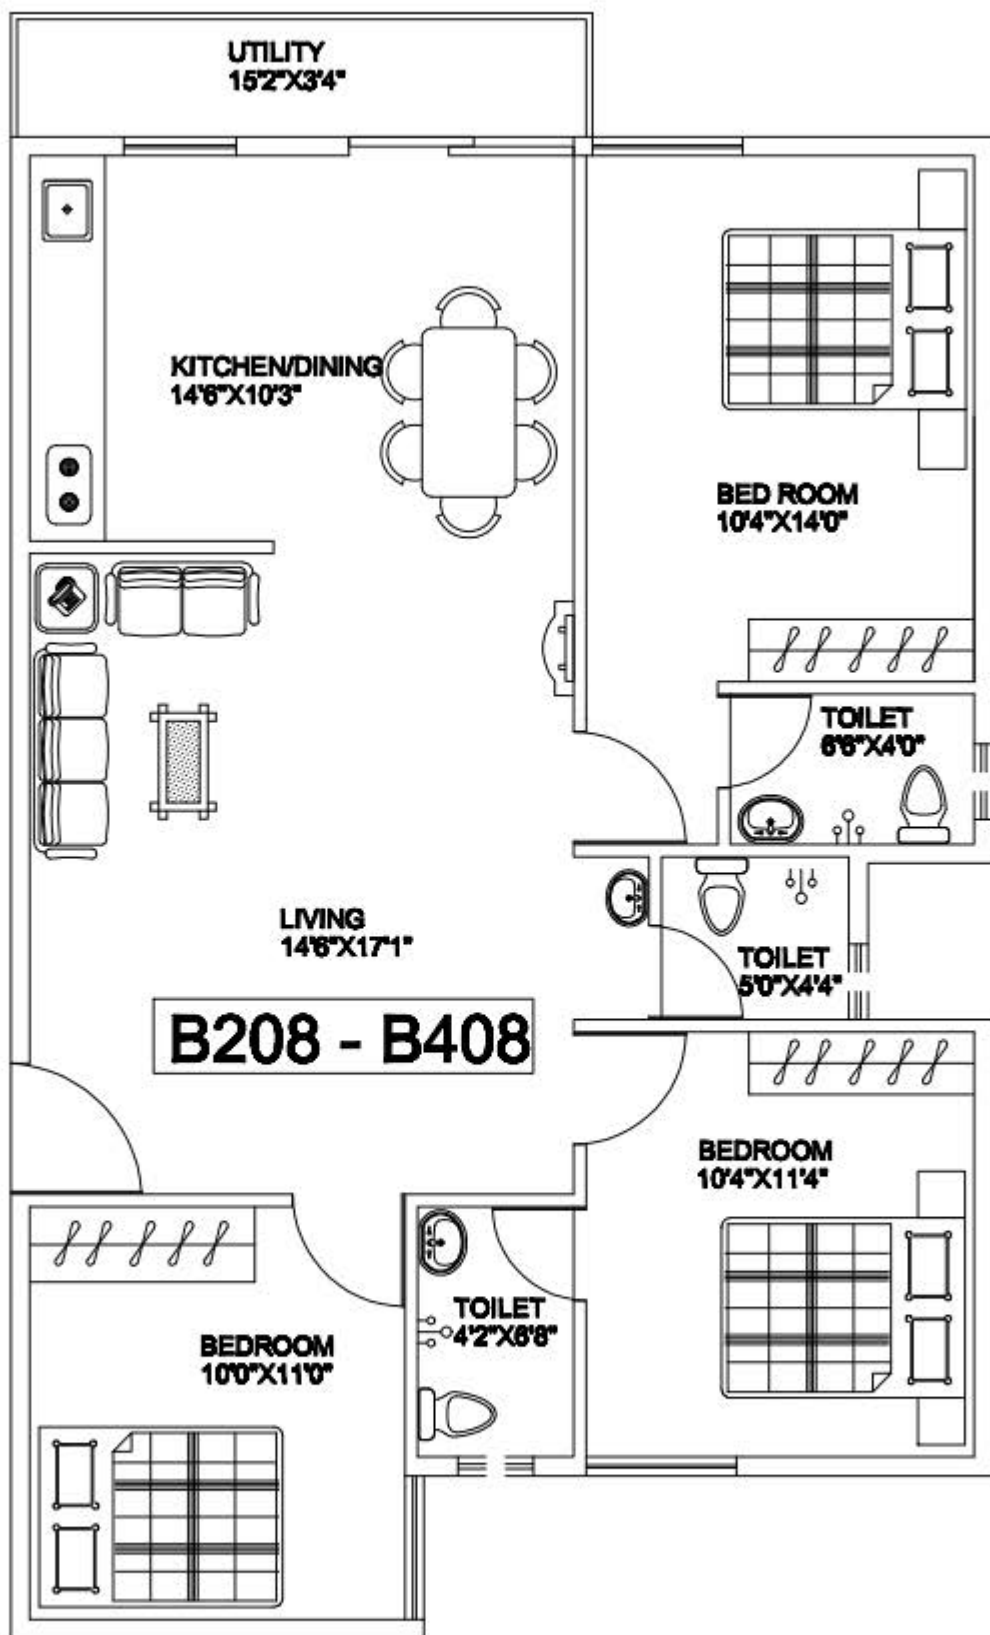 UTILITY
15'2"X3'4"
KITCHEN/DINING
14'6"X10'3"
BED ROOM
10'4"X14'0"
TOILET
6'6"X4'0"
LIVING
14'6"X17'1"
TOILET
5'0"X4'4"
B208 - B408
BEDROOM
10'4"X11'4"
TOILET
4'2"X6'8"
BEDROOM
10'0"X11'0"